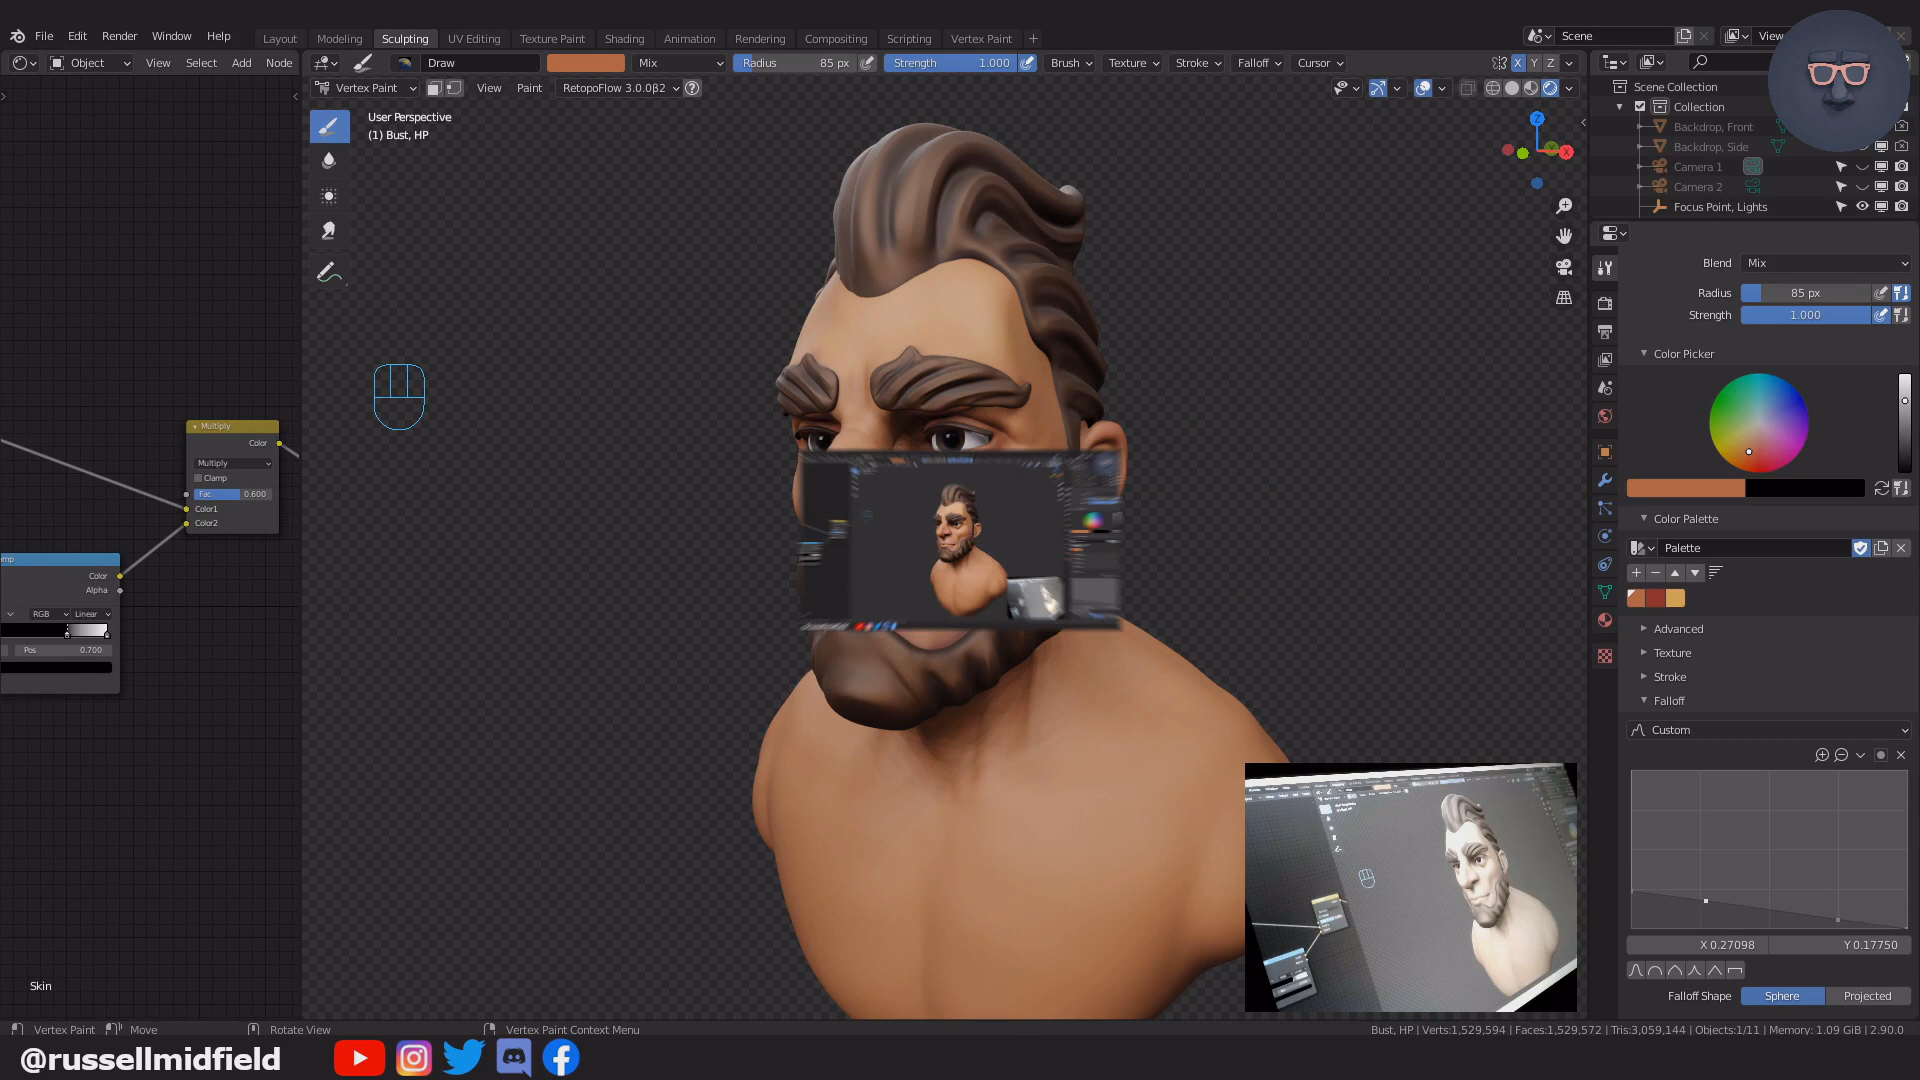 File Edit Render Window Help Layout Modeling Sculpting UV Editing Texture Paint Shading Animation Rendering Compositing Scripting Vertex Paint + Scene View
Object View Select Add Node Draw Mix Radius 85 px Strength 1.000 Brush Texture Stroke Falloff Cursor X Y Z
Vertex Paint View Paint RetopoFlow 3.0.0β2
Scene Collection
Collection
Backdrop, Front
Backdrop, Side
Camera 1
Camera 2
Focus Point, Lights
User Perspective
(1) Bust, HP
Z
Y
X
Blend Mix
Radius 85 px
Strength 1.000
Color Picker
Color Palette
Palette
Advanced
Texture
Stroke
Falloff
Custom
X 0.27098 Y 0.17750
Falloff Shape Sphere Projected
Multiply
Color
Multiply
Clamp
Fac 0.600
Color1
Color2
Color
Alpha
RGB Linear
Pos 0.700
Skin
Vertex Paint Move Rotate View Vertex Paint Context Menu Bust, HP | Verts:1,529,594 | Faces:1,529,572 | Tris:3,059,144 | Objects:1/11 | Memory: 1.09 GiB | 2.90.0
@russellmidfield